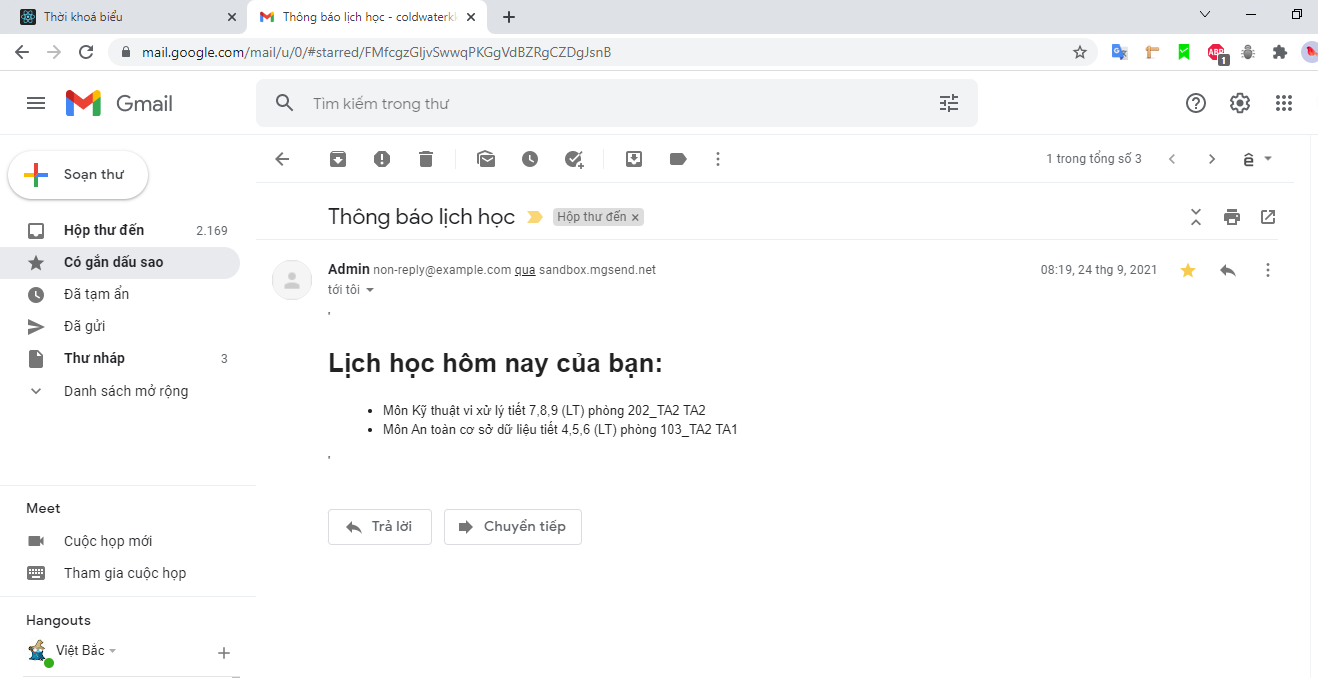 Thời khoá biểu
Thông báo lịch học - coldwaterk
mail.google.com/mail/u/0/#starred/FMfcgzGljvSwwqPKGgVdBZRgCZDgJsnB
ABP
1
Gmail
Tìm kiếm trong thư
Soạn thư
1 trong tổng số 3
ê
Hộp thư đến 2.169
Có gắn dấu sao
Đã tạm ẩn
Đã gửi
Thư nháp 3
Danh sách mở rộng
Thông báo lịch học Hộp thư đến x
Admin non-reply@example.com qua sandbox.mgsend.net 08:19, 24 thg 9, 2021
tới tôi
'
Lịch học hôm nay của bạn:
• Môn Kỹ thuật vi xử lý tiết 7,8,9 (LT) phòng 202_TA2 TA2
• Môn An toàn cơ sở dữ liệu tiết 4,5,6 (LT) phòng 103_TA2 TA1
'
Trả lời Chuyển tiếp
Meet
Cuộc họp mới
Tham gia cuộc họp
Hangouts
Việt Bắc